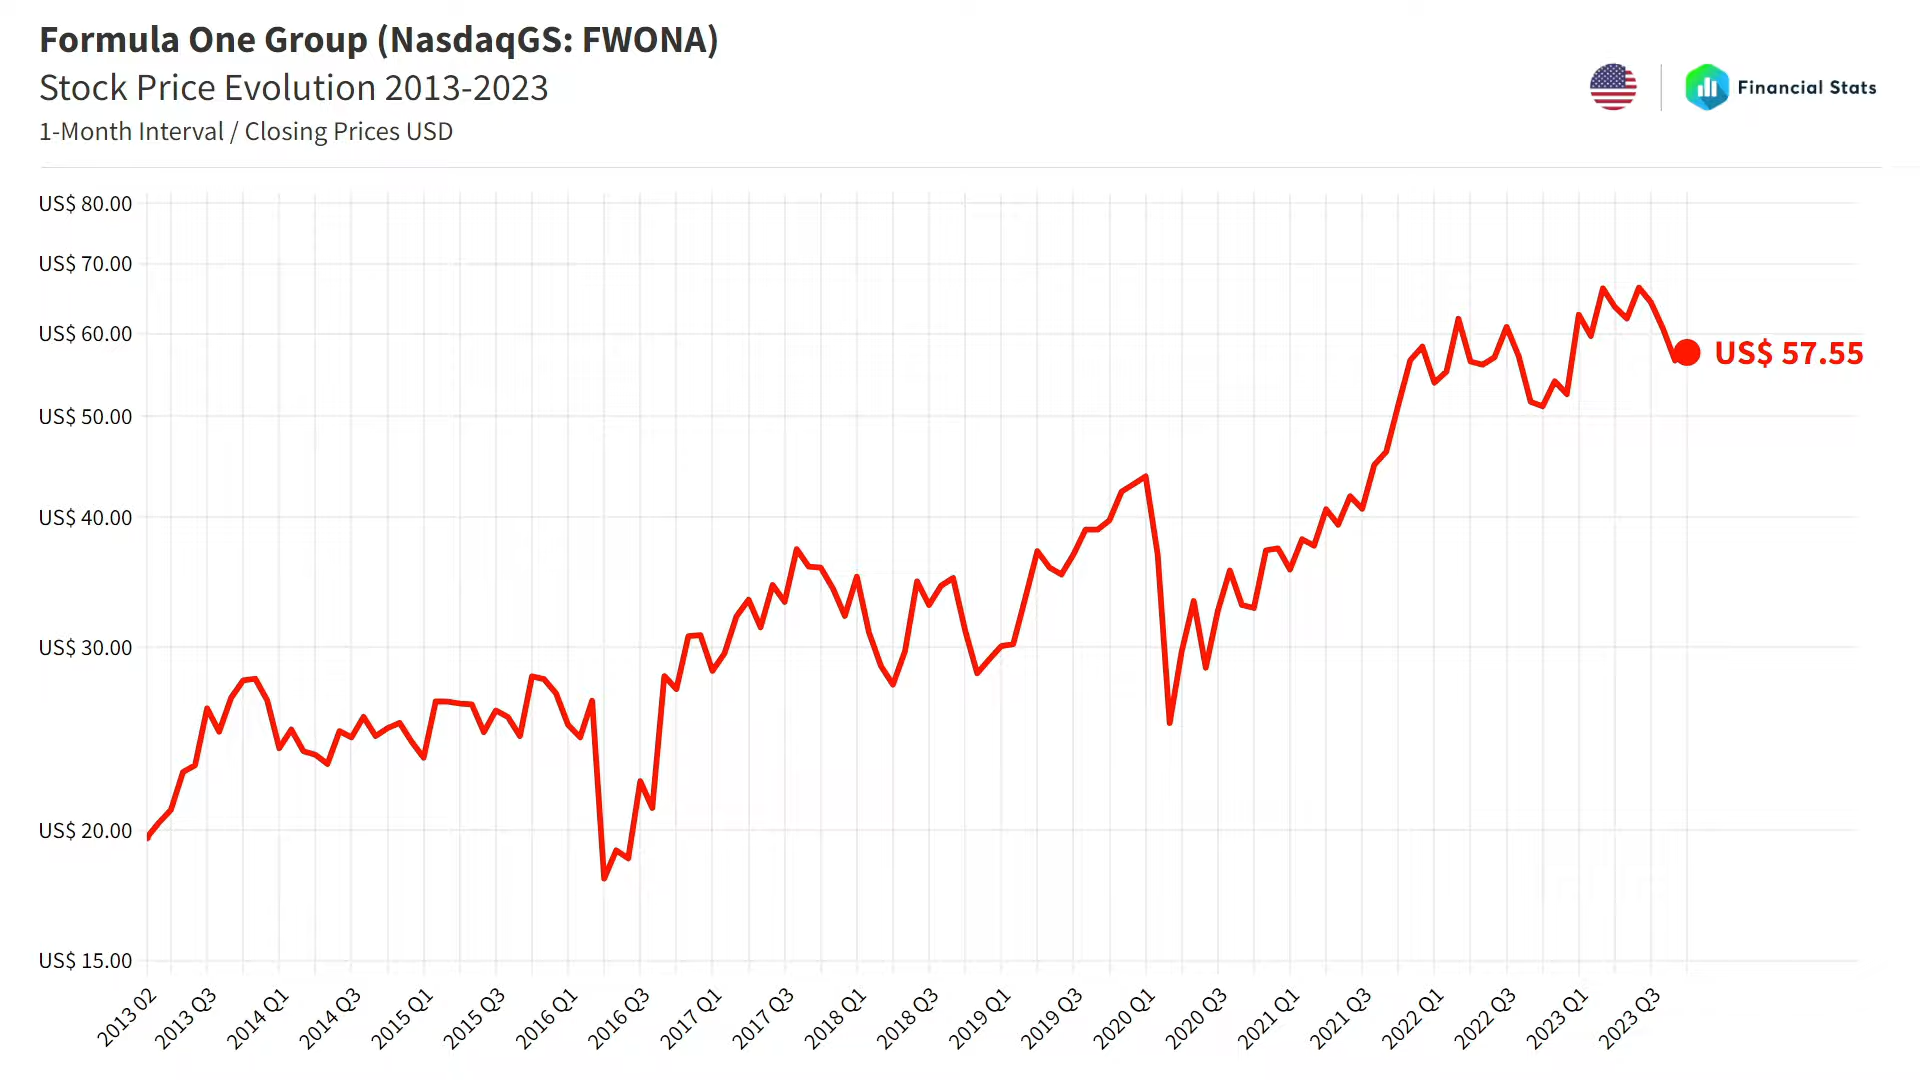 Formula One Group (NasdaqGS: FWONA)
Stock Price Evolution 2013-2023
1-Month Interval / Closing Prices USD
Financial Stats
US$ 80.00
US$ 70.00
US$ 60.00
US$ 57.55
US$ 50.00
US$ 40.00
US$ 30.00
US$ 20.00
US$ 15.00
2013 02
2013 Q3
2014 Q1
2014 Q3
2015 Q1
2015 Q3
2016 Q1
2016 Q3
2017 Q1
2017 Q3
2018 Q1
2018 Q3
2019 Q1
2019 Q3
2020 Q1
2020 Q3
2021 Q1
2021 Q3
2022 Q1
2022 Q3
2023 Q1
2023 Q3